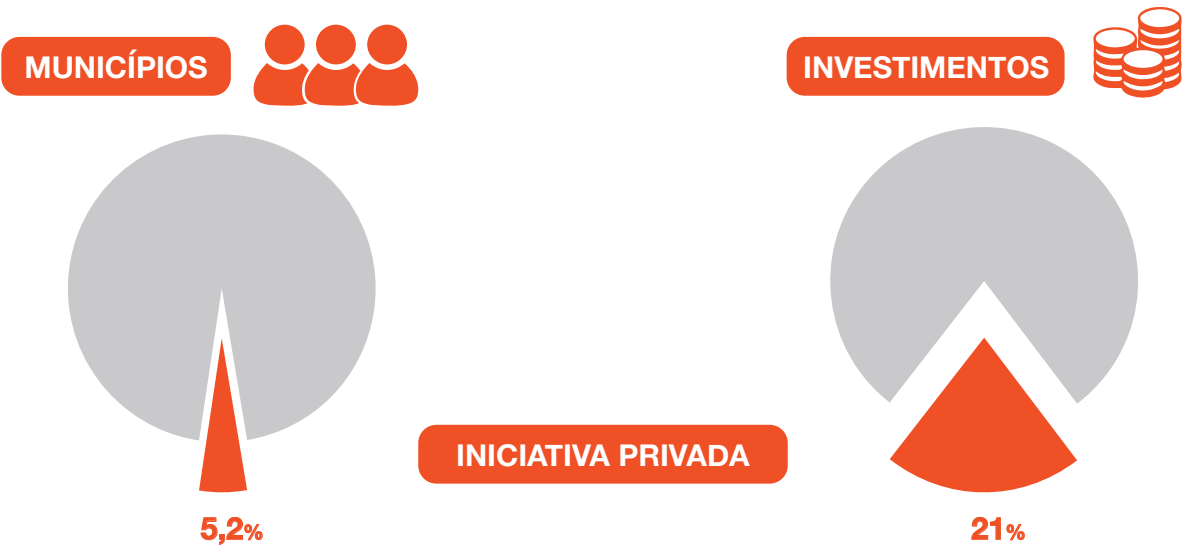 MUNICÍPIOS
INVESTIMENTOS
INICIATIVA PRIVADA
5,2%
21%